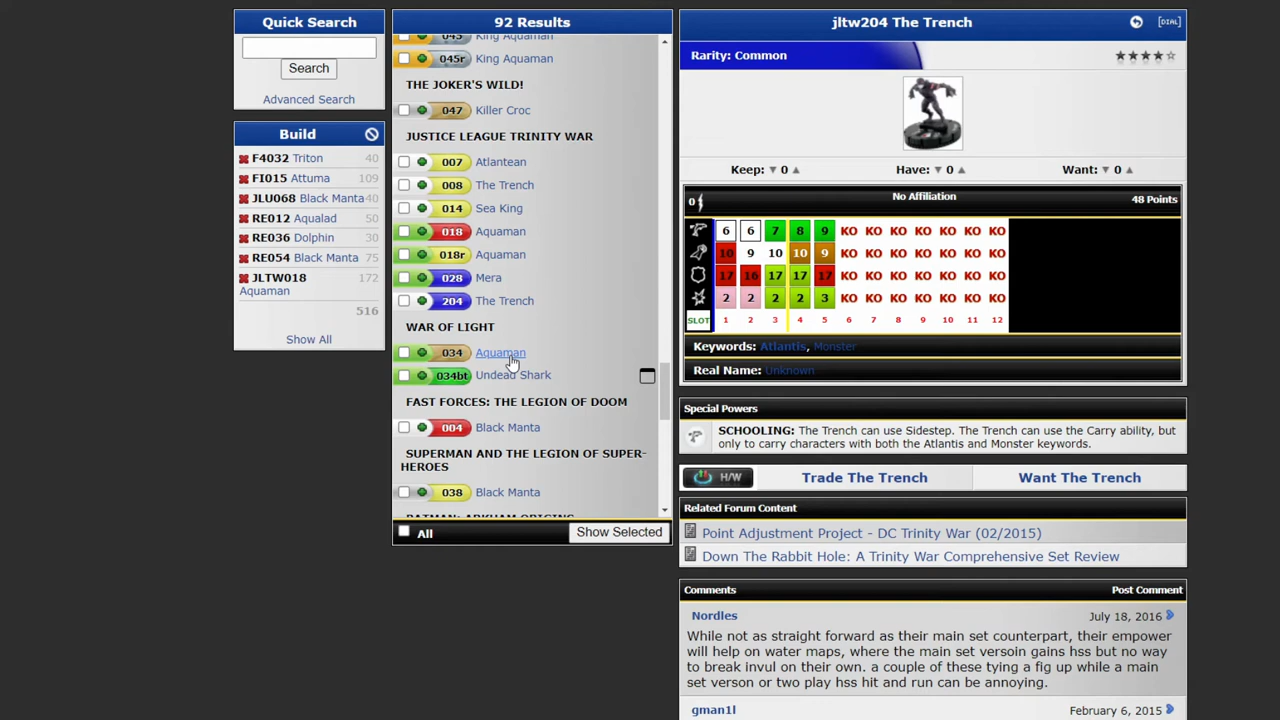 Quick Search
Search
Advanced Search
Build
F4032 Triton 40
FI015 Attuma 109
JLU068 Black Manta 40
RE012 Aqualad 50
RE036 Dolphin 30
RE054 Black Manta 75
JLTW018 172
Aquaman
516
Show All
92 Results
045 King Aquaman
045r King Aquaman
THE JOKER'S WILD!
047 Killer Croc
JUSTICE LEAGUE TRINITY WAR
007 Atlantean
008 The Trench
014 Sea King
018 Aquaman
018r Aquaman
028 Mera
204 The Trench
WAR OF LIGHT
034 Aquaman
034bt Undead Shark
FAST FORCES: THE LEGION OF DOOM
004 Black Manta
SUPERMAN AND THE LEGION OF SUPER-
HEROES
038 Black Manta
BATMAN: ARKHAM ORIGINS
All Show Selected
jltw204 The Trench [DIAL]
Rarity: Common
Keep: 0 Have: 0 Want: 0
0 No Affiliation 48 Points
6 6 7 8 9 KO KO KO KO KO KO KO
10 9 10 10 9 KO KO KO KO KO KO KO
17 16 17 17 17 KO KO KO KO KO KO KO
2 2 2 2 3 KO KO KO KO KO KO KO
SLOT 1 2 3 4 5 6 7 8 9 10 11 12
Keywords: Atlantis, Monster
Real Name: Unknown
Special Powers
SCHOOLING: The Trench can use Sidestep. The Trench can use the Carry ability, but
only to carry characters with both the Atlantis and Monster keywords.
H/W Trade The Trench Want The Trench
Related Forum Content
Point Adjustment Project - DC Trinity War (02/2015)
Down The Rabbit Hole: A Trinity War Comprehensive Set Review
Comments Post Comment
Nordles July 18, 2016
While not as straight forward as their main set counterpart, their empower
will help on water maps, where the main set versoin gains hss but no way
to break invul on their own. a couple of these tying a fig up while a main
set verson or two play hss hit and run can be annoying.
gman1l February 6, 2015